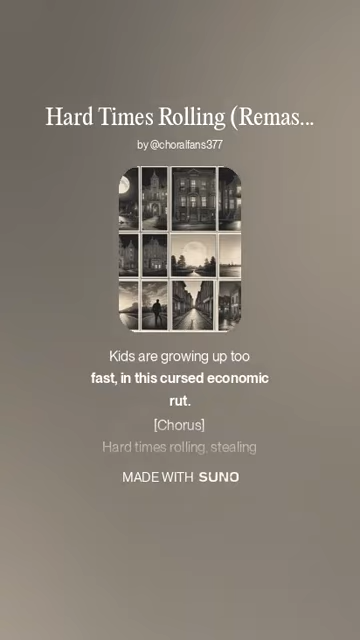 Hard Times Rolling (Remas...
by @choralfans377
Kids are growing up too
fast, in this cursed economic
rut.
[Chorus]
Hard times rolling, stealing
MADE WITH SUNO